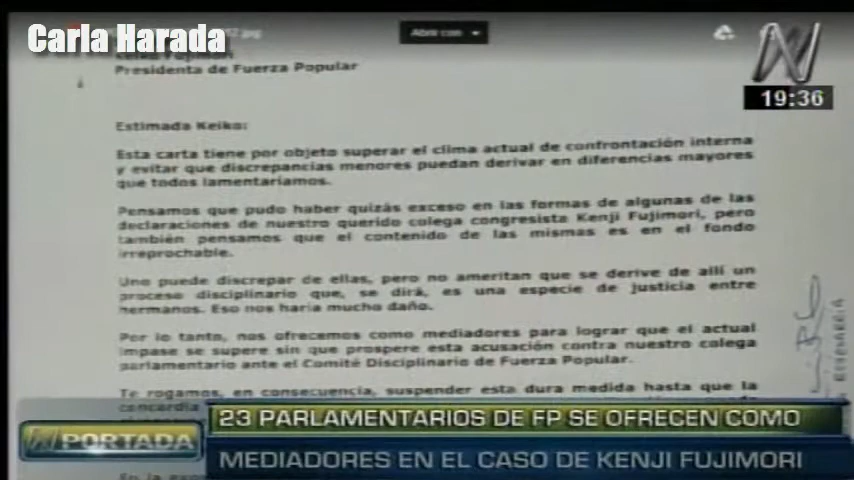 Carla Harada
Abrir con
19:36
Keiko Fujimori
Presidenta de Fuerza Popular
Estimada Keiko:
Esta carta tiene por objeto superar el clima actual de confrontación interna
y evitar que discrepancias menores puedan derivar en diferencias mayores
que todos lamentaríamos.
Pensamos que pudo haber quizás exceso en las formas de algunas de las
declaraciones de nuestro querido colega congresista Kenji Fujimori, pero
también pensamos que el contenido de las mismas es en el fondo
irreprochable.
Uno puede discrepar de ellas, pero no ameritan que se derive de allí un
proceso disciplinario que, se dirá, es una especie de justicia entre
hermanos. Eso nos haría mucho daño.
Por lo tanto, nos ofrecemos como mediadores para lograr que el actual
impase se supere sin que prospere esta acusación contra nuestro colega
parlamentario ante el Comité Disciplinario de Fuerza Popular.
Te rogamos, en consecuencia, suspender esta dura medida hasta que la
concordia
PORTADA
23 PARLAMENTARIOS DE FP SE OFRECEN COMO
MEDIADORES EN EL CASO DE KENJI FUJIMORI